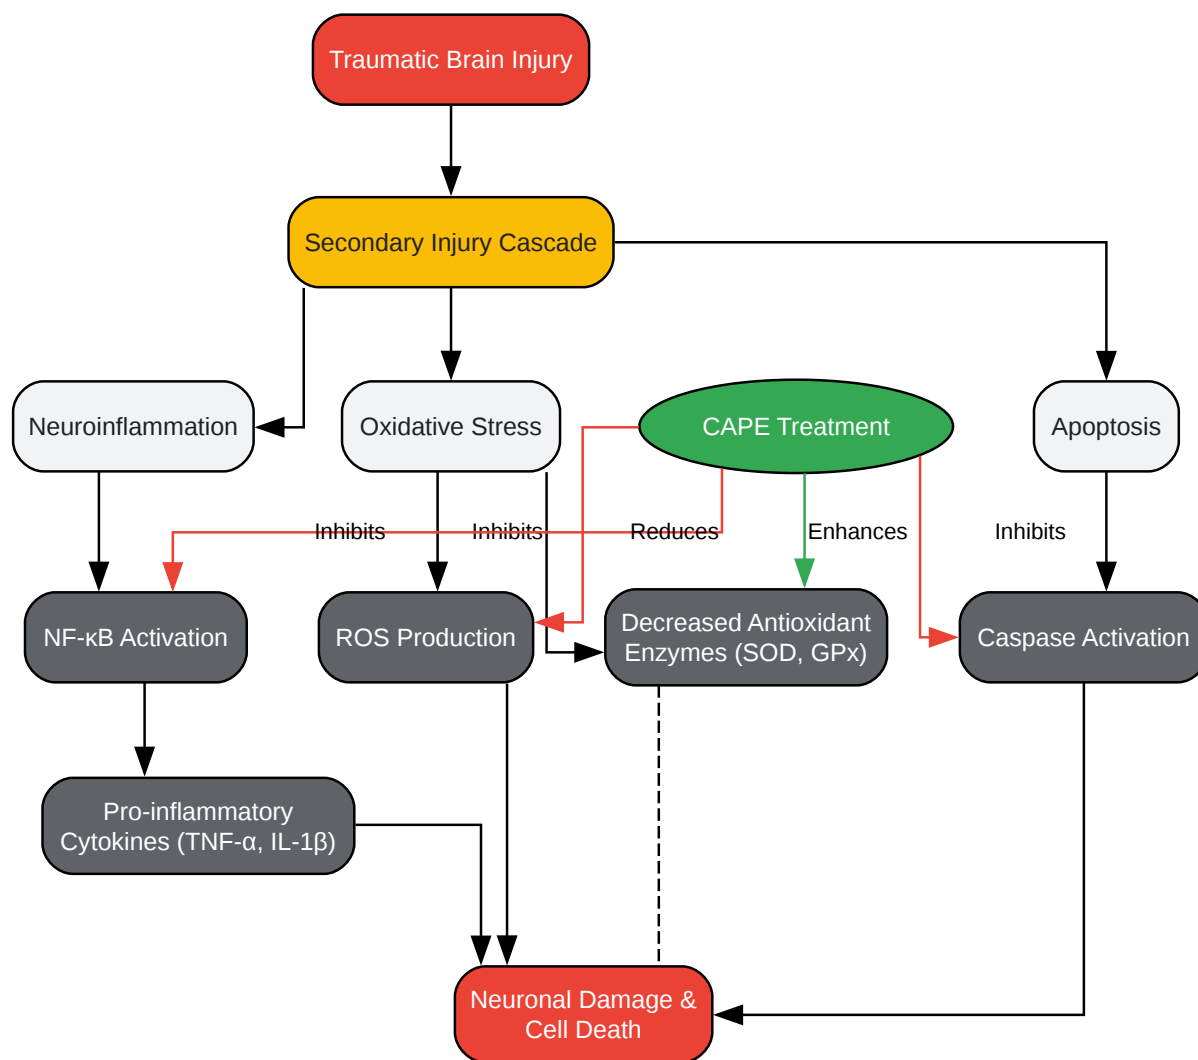 Traumatic Brain Injury
Secondary Injury Cascade
Neuroinflammation
Oxidative Stress
CAPE Treatment
Apoptosis
Inhibits
Inhibits
Reduces
Enhances
Inhibits
NF-κB Activation
ROS Production
Decreased Antioxidant
Enzymes (SOD, GPx)
Caspase Activation
Pro-inflammatory
Cytokines (TNF-α, IL-1β)
Neuronal Damage &
Cell Death